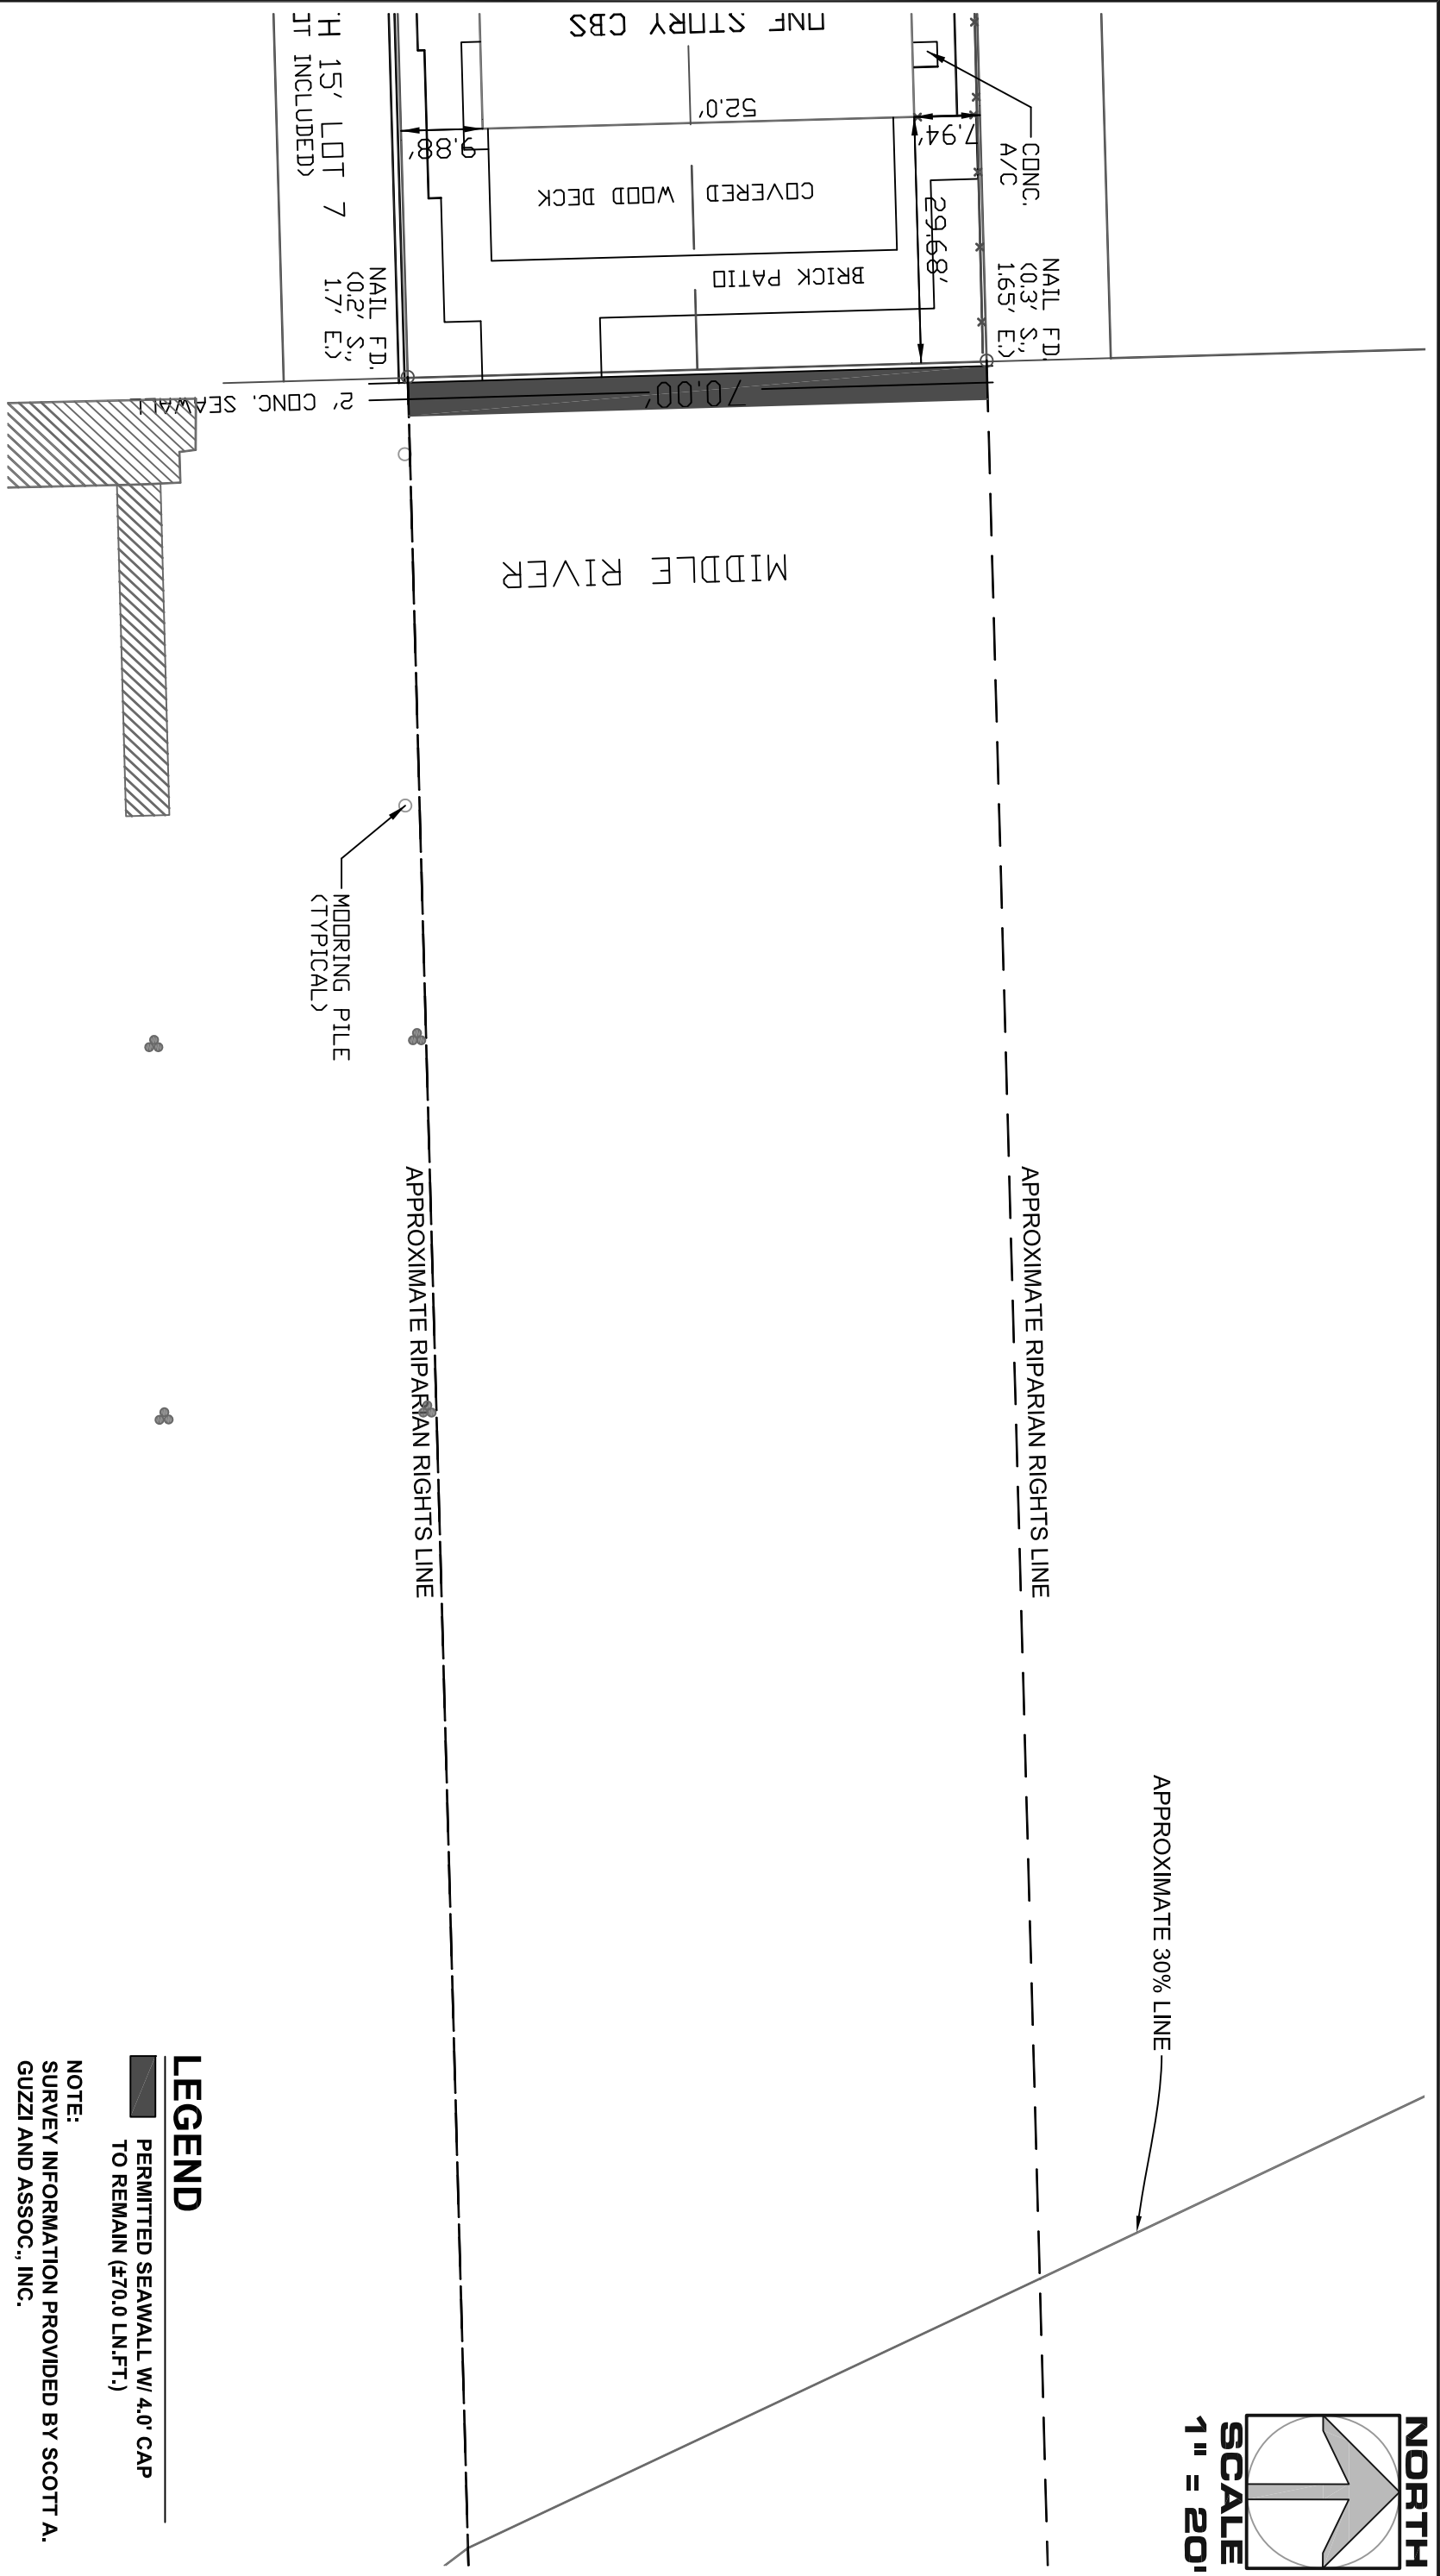 NORTH
SCALE
1" = 20'
CONC.
A/C
NAIL FD.
(0.3' S.,
1.65' E.)
7.94'
29.68'
ONE STORY CBS
52.0'
COVERED WOOD DECK
BRICK PATIO
9.88'
15' LOT 7
INCLUDED)
NAIL FD.
(0.2' S.,
1.7' E.)
70.00'
2' CONC. SEAWALL
MIDDLE RIVER
MOORING PILE
(TYPICAL)
APPROXIMATE RIPARIAN RIGHTS LINE
APPROXIMATE RIPARIAN RIGHTS LINE
APPROXIMATE 30% LINE
LEGEND
PERMITTED SEAWALL W/ 4.0' CAP
TO REMAIN (±70.0 LN.FT.)
NOTE:
SURVEY INFORMATION PROVIDED BY SCOTT A.
GUZZI AND ASSOC., INC.